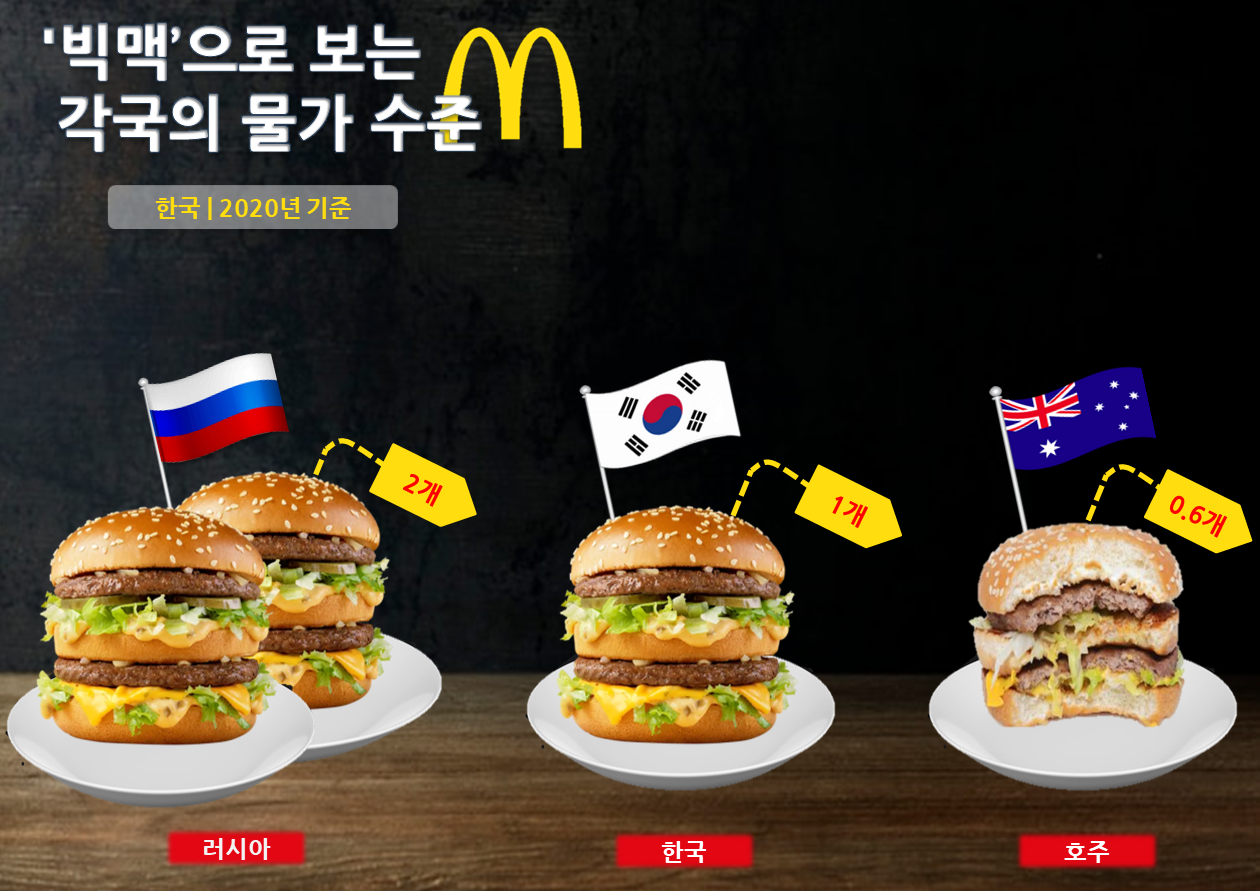 ‘빅맥’으로 보는
각국의 물가 수준
한국 | 2020년 기준
2개
1개
0.6개
러시아
한국
호주